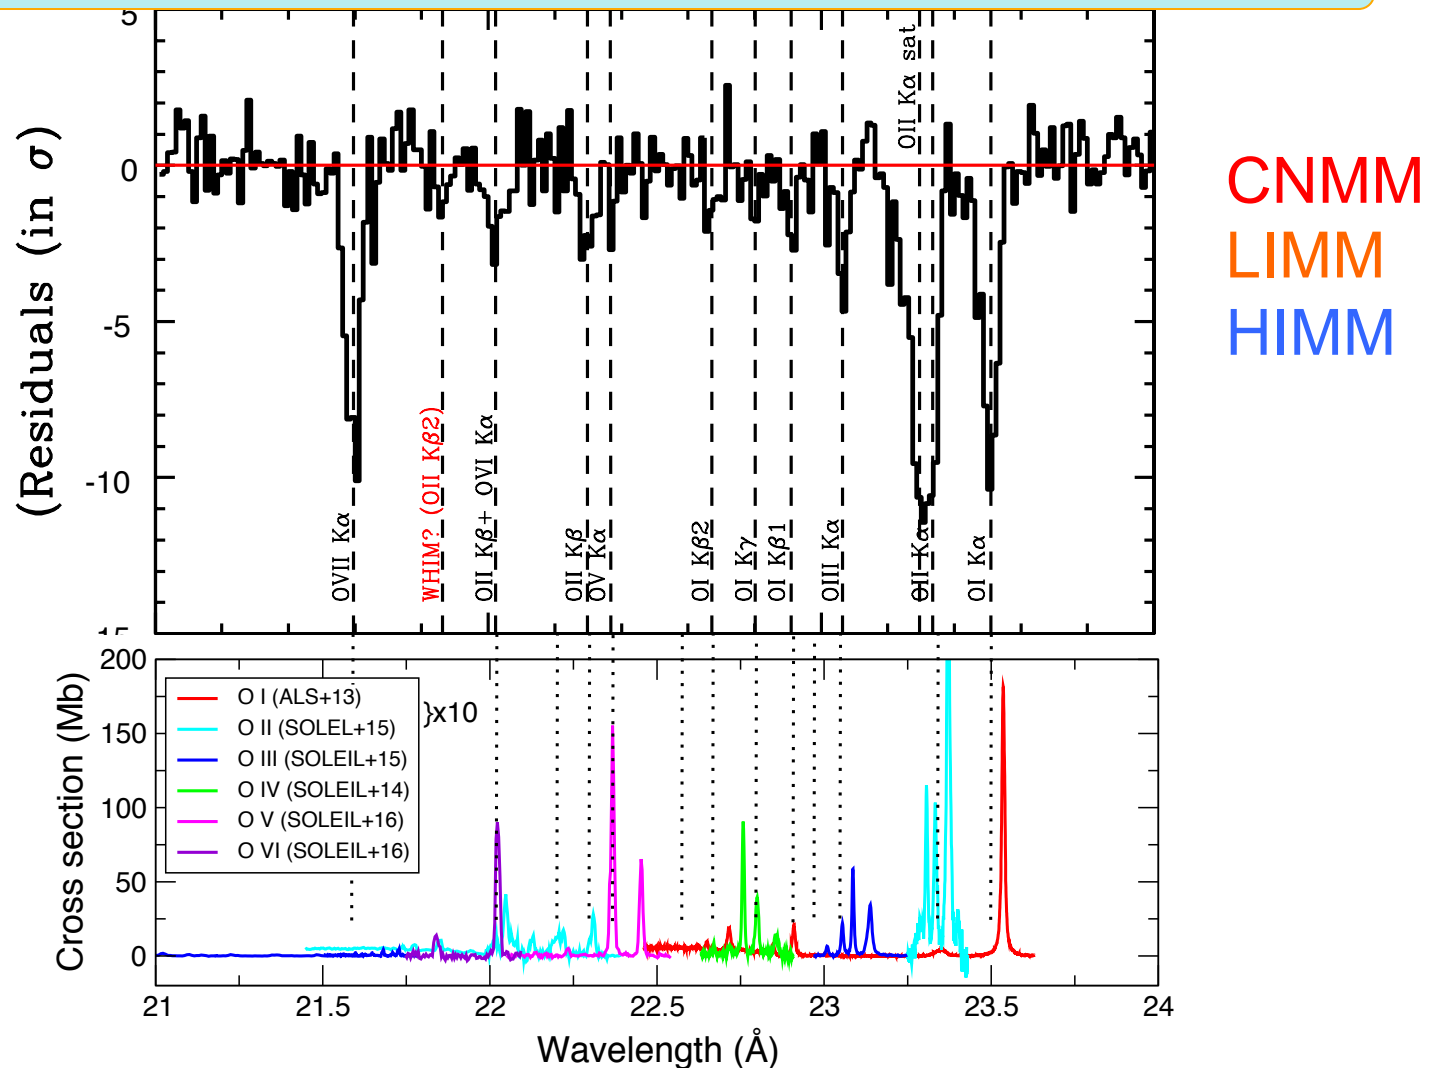 5
0
-5
-10
15
(Residuals (in σ)
OVII Kα
WHIM? (OII Kβ2)
OII Kβ+ OVI Kα
OII Kβ
OV Kα
OI Kβ2
OI Kγ
OI Kβ1
OIII Kα
OII Kα sat
OII Kα
OI Kα
CNMM
LIMM
HIMM
200
150
100
50
0
Cross section (Mb)
O I (ALS+13)
O II (SOLEL+15)
O III (SOLEIL+15)
O IV (SOLEIL+14)
O V (SOLEIL+16)
O VI (SOLEIL+16)
}x10
21
21.5
22
22.5
23
23.5
24
Wavelength (Å)